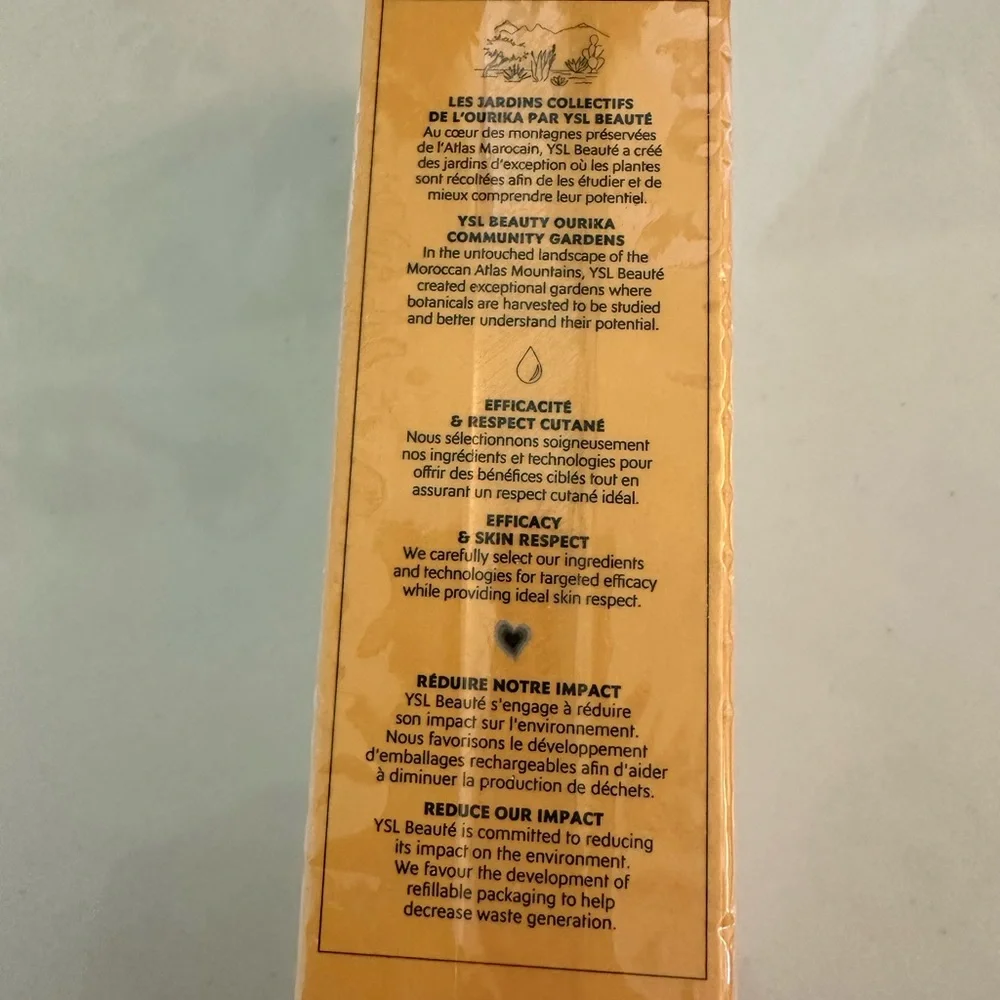 LES JARDINS COLLECTIFS
DE L'OURIKA PAR YSL BEAUTÉ
Au cœur des montagnes préservées
de l'Atlas Marocain, YSL Beauté a créé
des jardins d'exception où les plantes
sont récoltées afin de les étudier et de
mieux comprendre leur potentiel.
YSL BEAUTY OURIKA
COMMUNITY GARDENS
In the untouched landscape of the
Moroccan Atlas Mountains, YSL Beauté
created exceptional gardens where
botanicals are harvested to be studied
and better understand their potential.
EFFICACITÉ
& RESPECT CUTANÉ
Nous sélectionnons soigneusement
nos ingrédients et technologies pour
offrir des bénéfices ciblés tout en
assurant un respect cutané idéal.
EFFICACY
& SKIN RESPECT
We carefully select our ingredients
and technologies for targeted efficacy
while providing ideal skin respect.
RÉDUIRE NOTRE IMPACT
YSL Beauté s'engage à réduire
son impact sur l'environnement.
Nous favorisons le développement
d'emballages rechargeables afin d'aider
à diminuer la production de déchets.
REDUCE OUR IMPACT
YSL Beauté is committed to reducing
its impact on the environment.
We favour the development of
refillable packaging to help
decrease waste generation.